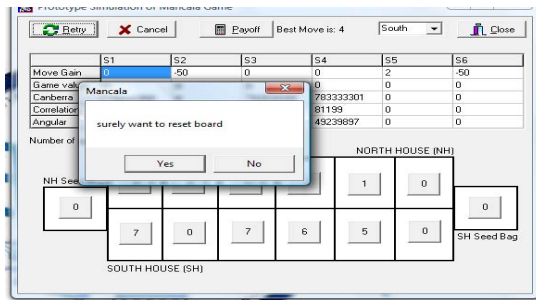 Prototype Simulation of Mancala Game
Retry Cancel Payoff Best Move is: 4 South Close
S1 S2 S3 S4 S5 S6
Move Gain 0 -50 0 0 2 -50
Game valu 0 0 0
Canberra 783333301 0 0
Correlation 81199 0 0
Angular 49239897 0 0
Mancala
surely want to reset board
Yes No
Number of
NORTH HOUSE (NH)
NH See
1 0
0
0
7 0 7 6 5 0
SH Seed Bag
SOUTH HOUSE (SH)